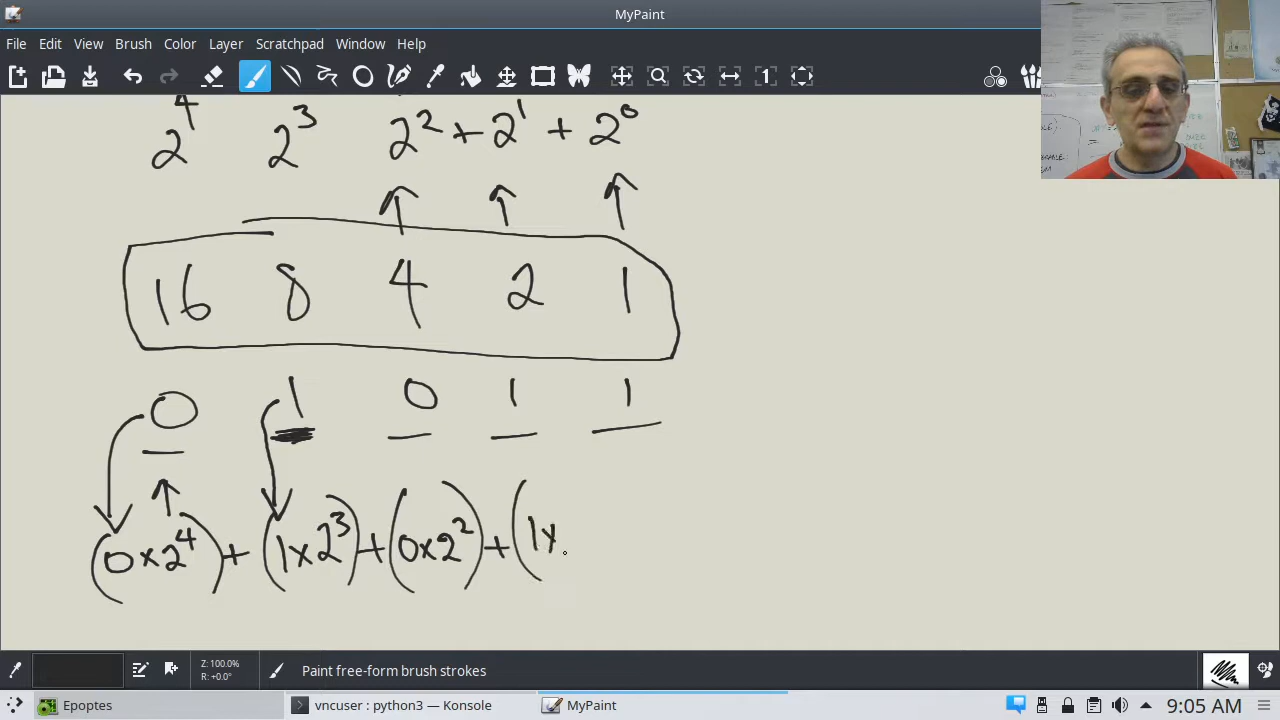 MyPaint
File Edit View Brush Color Layer Scratchpad Window Help
2⁴ 2³ 2² + 2¹ + 2⁰
16 8 4 2 1
0 1 0 1 1
(0×2⁴) + (1×2³) + (0×2²) + (1×
Z: 100.0%
R: +0.0°
Paint free-form brush strokes
Epoptes vncuser : python3 — Konsole MyPaint 9:05 AM